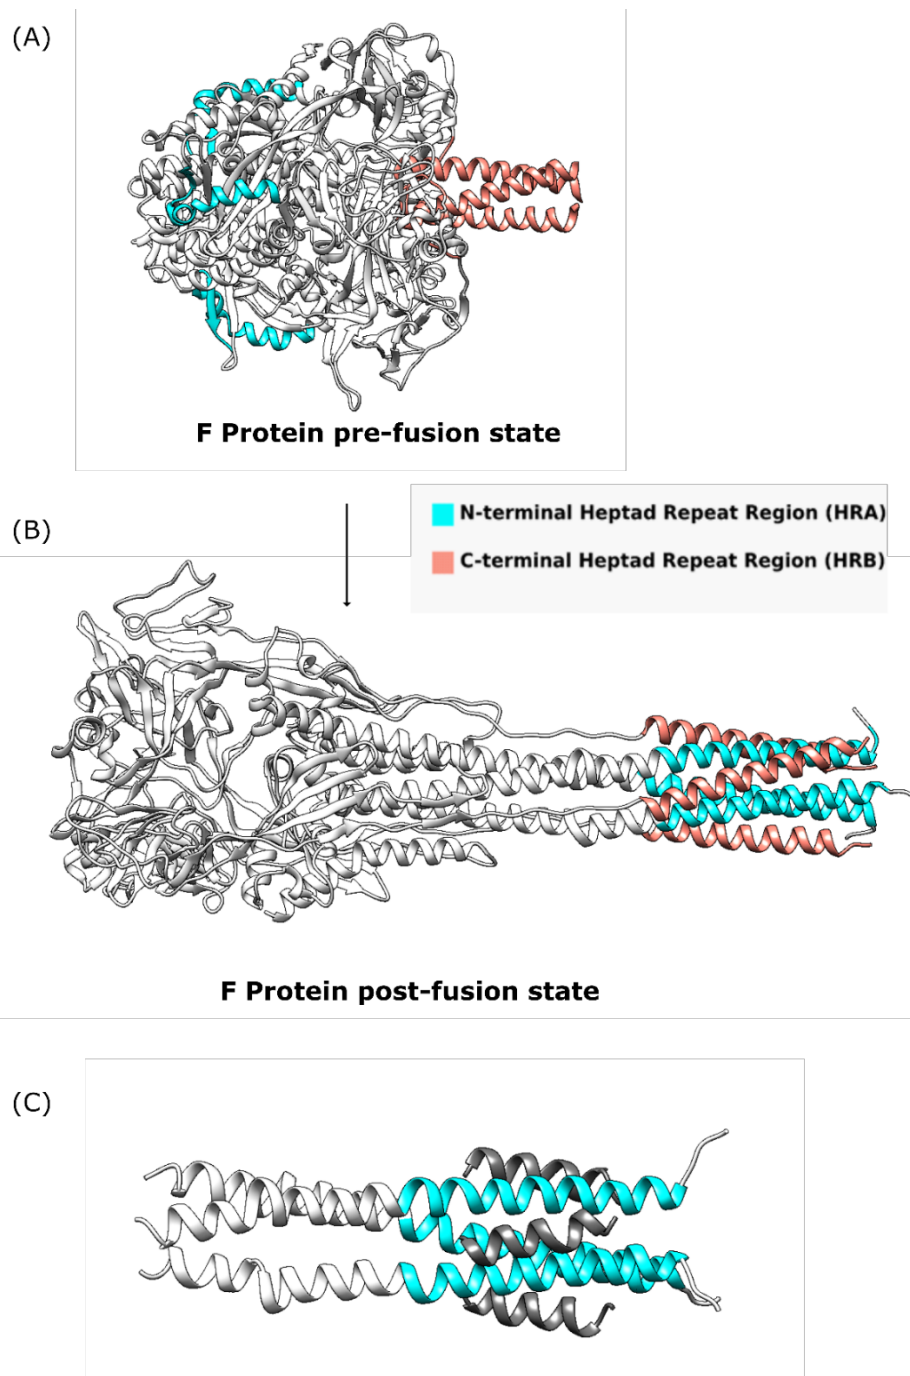 (A)
F Protein pre-fusion state
N-terminal Heptad Repeat Region (HRA)
C-terminal Heptad Repeat Region (HRB)
(B)
F Protein post-fusion state
(C)